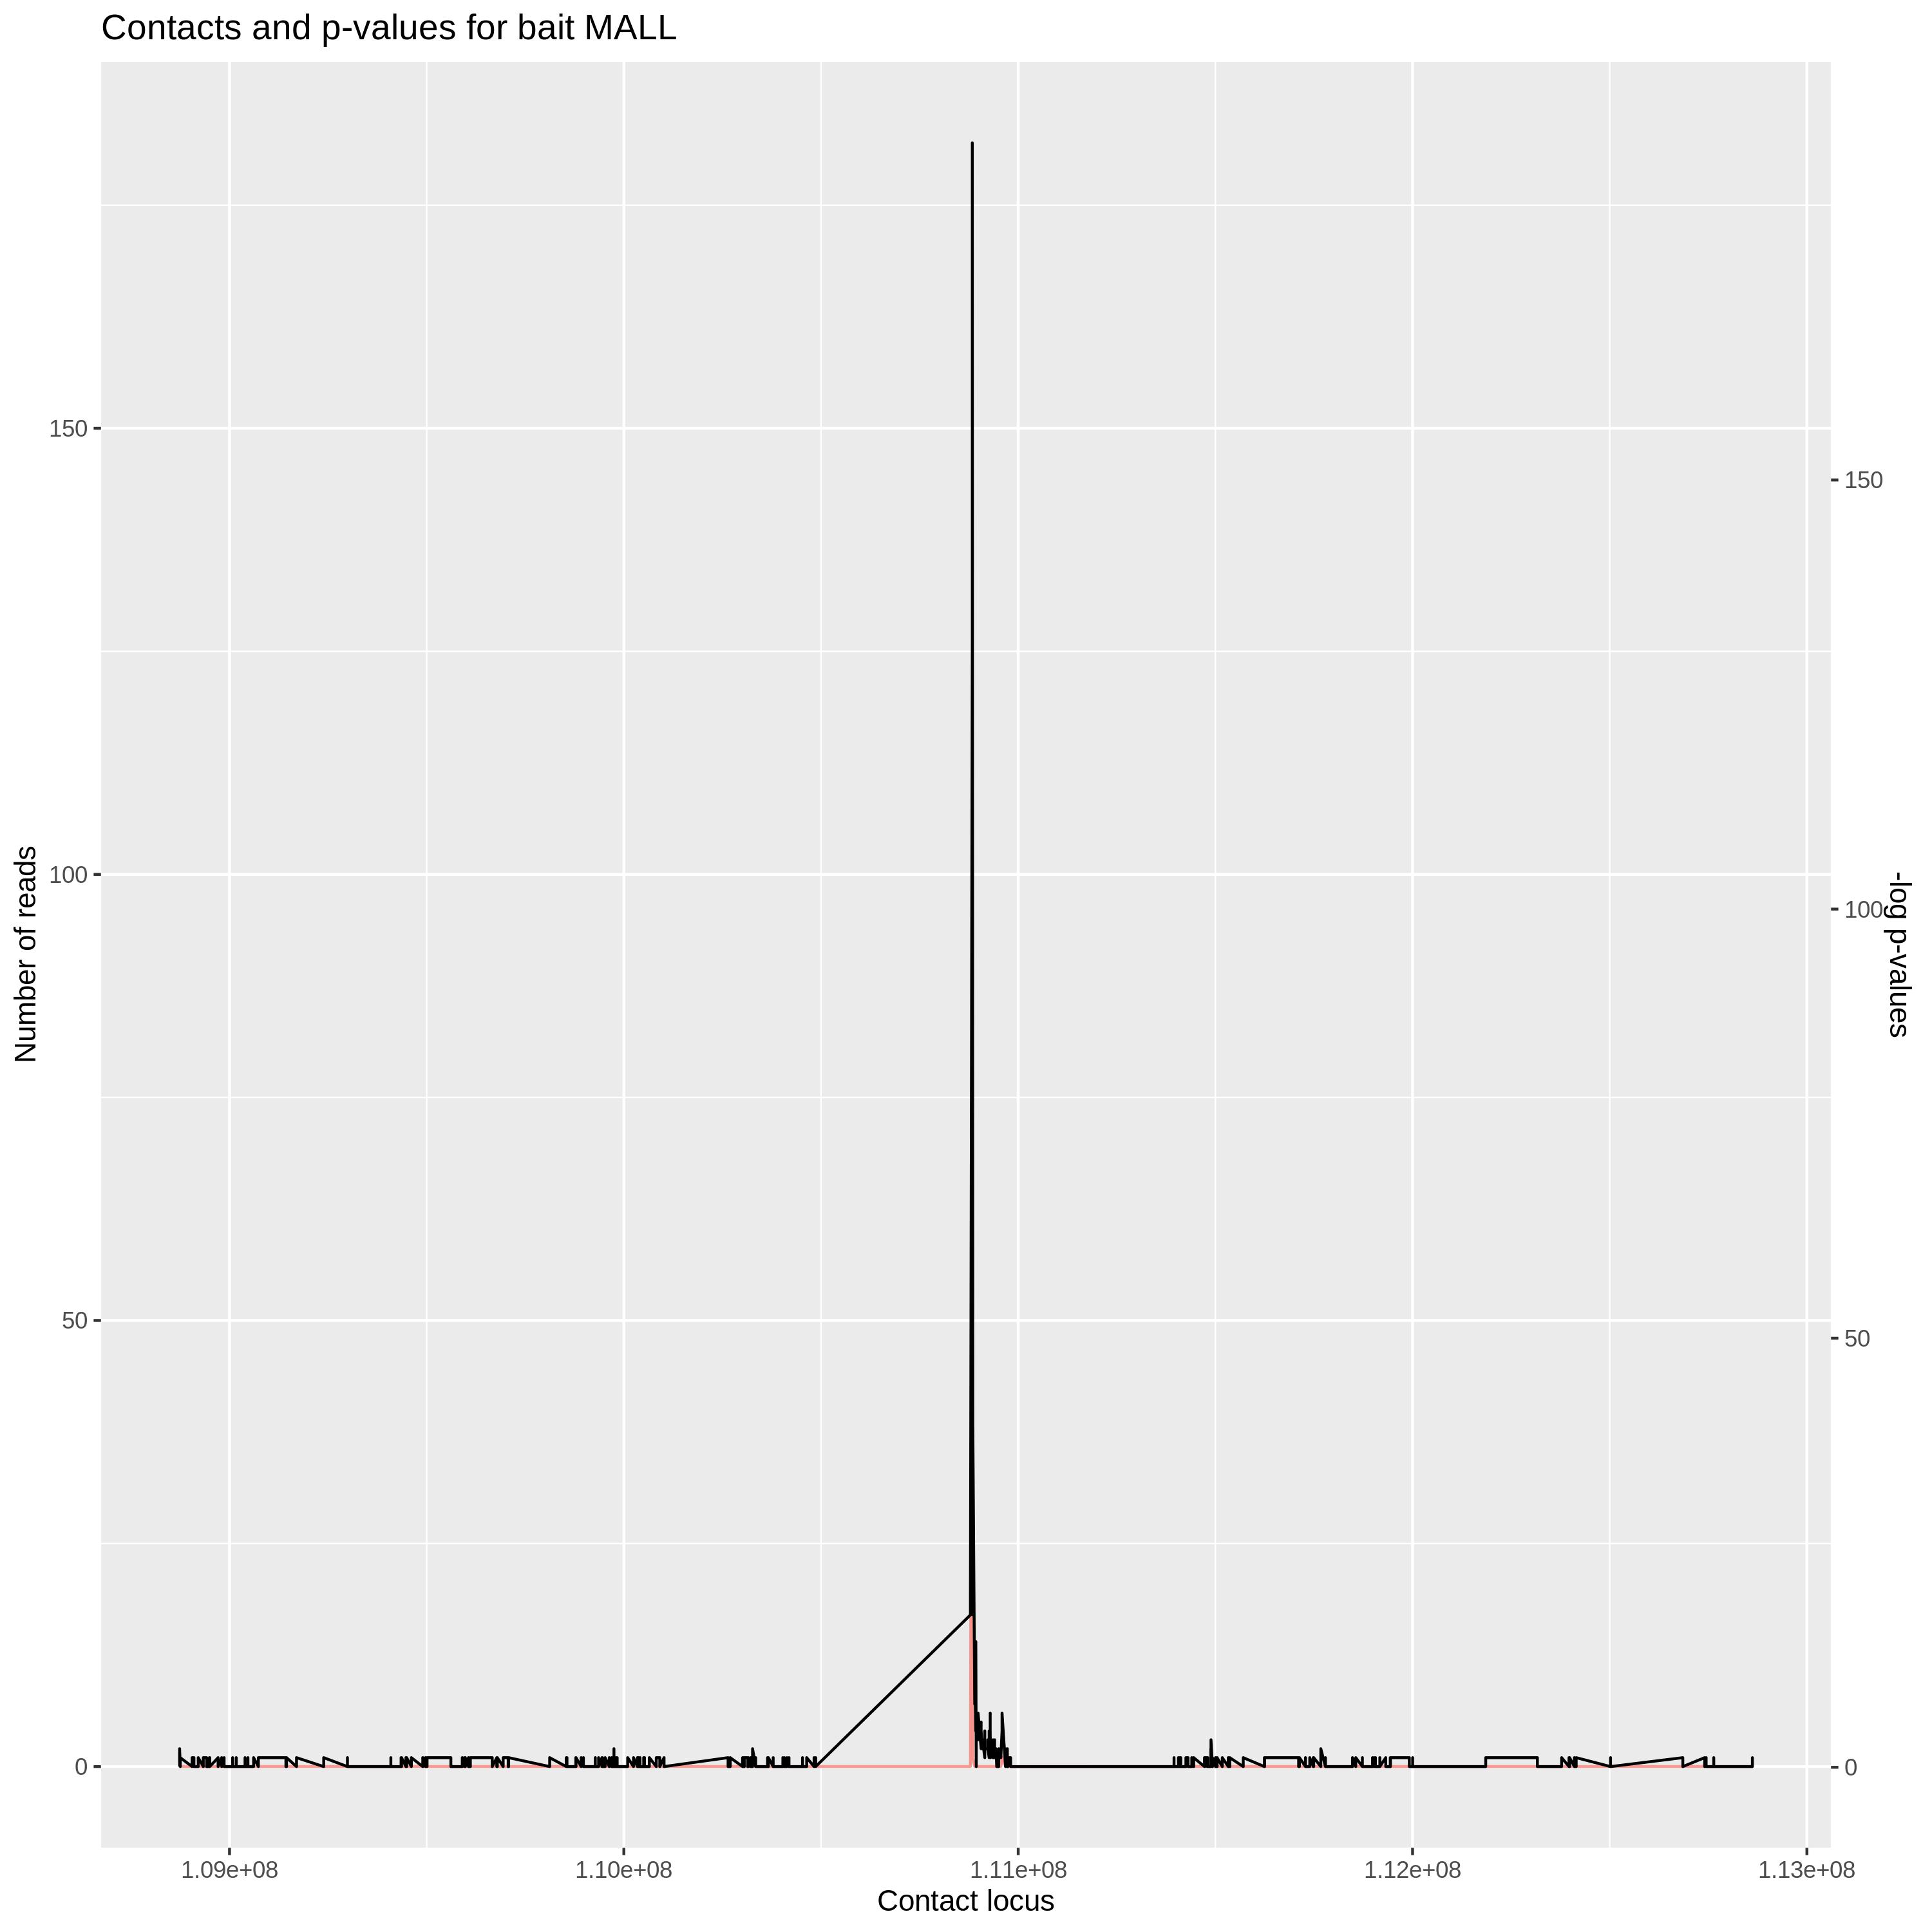 Contacts and p-values for bait MALL
Number of reads
150
100
50
0
150
100
50
0
-log p-values
1.09e+08
1.10e+08
1.11e+08
1.12e+08
1.13e+08
Contact locus